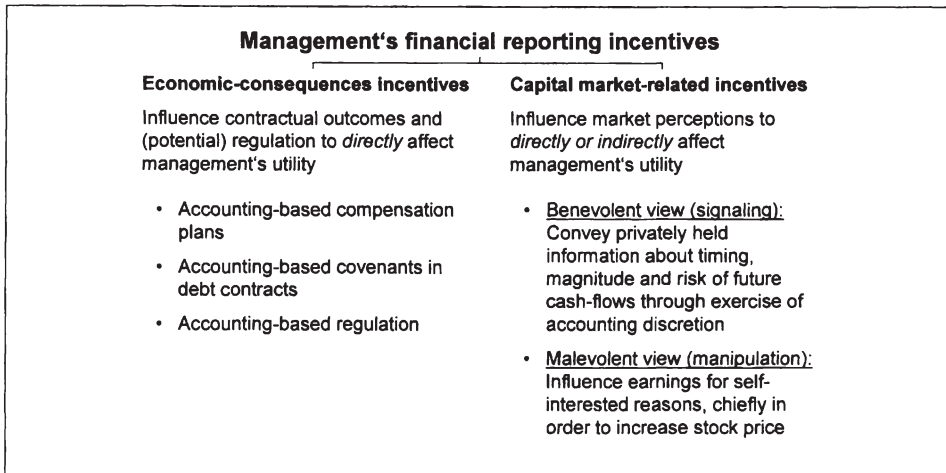 Management's financial reporting incentives
Economic-consequences incentives
Influence contractual outcomes and
(potential) regulation to directly affect
management's utility
• Accounting-based compensation
plans
• Accounting-based covenants in
debt contracts
• Accounting-based regulation
Capital market-related incentives
Influence market perceptions to
directly or indirectly affect
management's utility
• Benevolent view (signaling):
Convey privately held
information about timing,
magnitude and risk of future
cash-flows through exercise of
accounting discretion
• Malevolent view (manipulation):
Influence earnings for self-
interested reasons, chiefly in
order to increase stock price